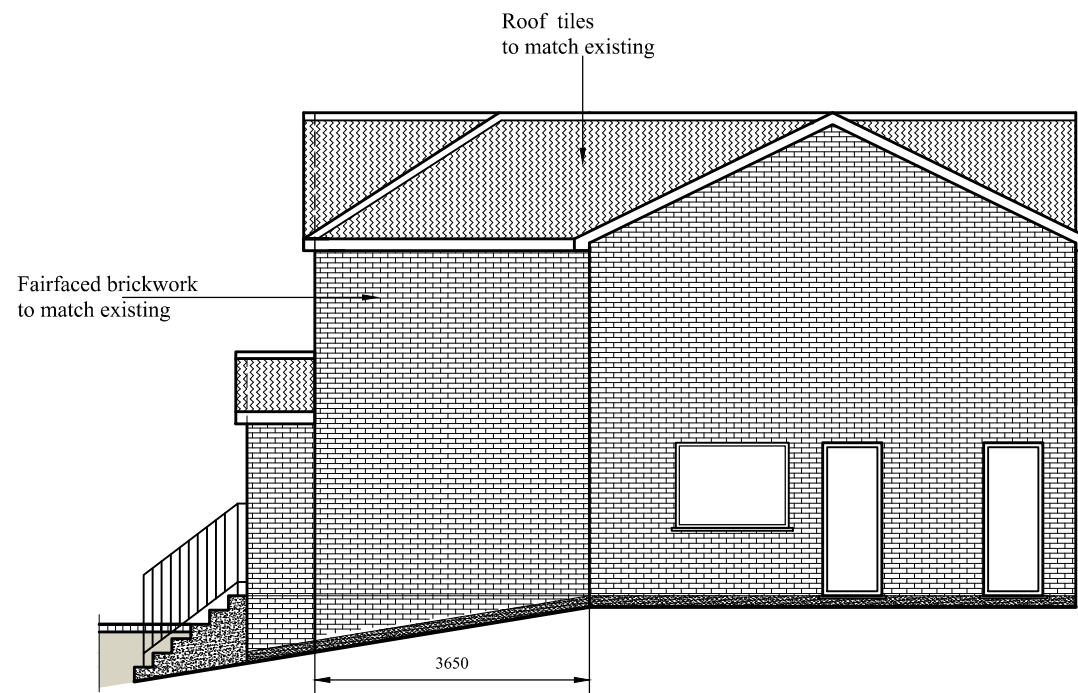 Roof tiles
to match existing
Fairfaced brickwork
to match existing
3650